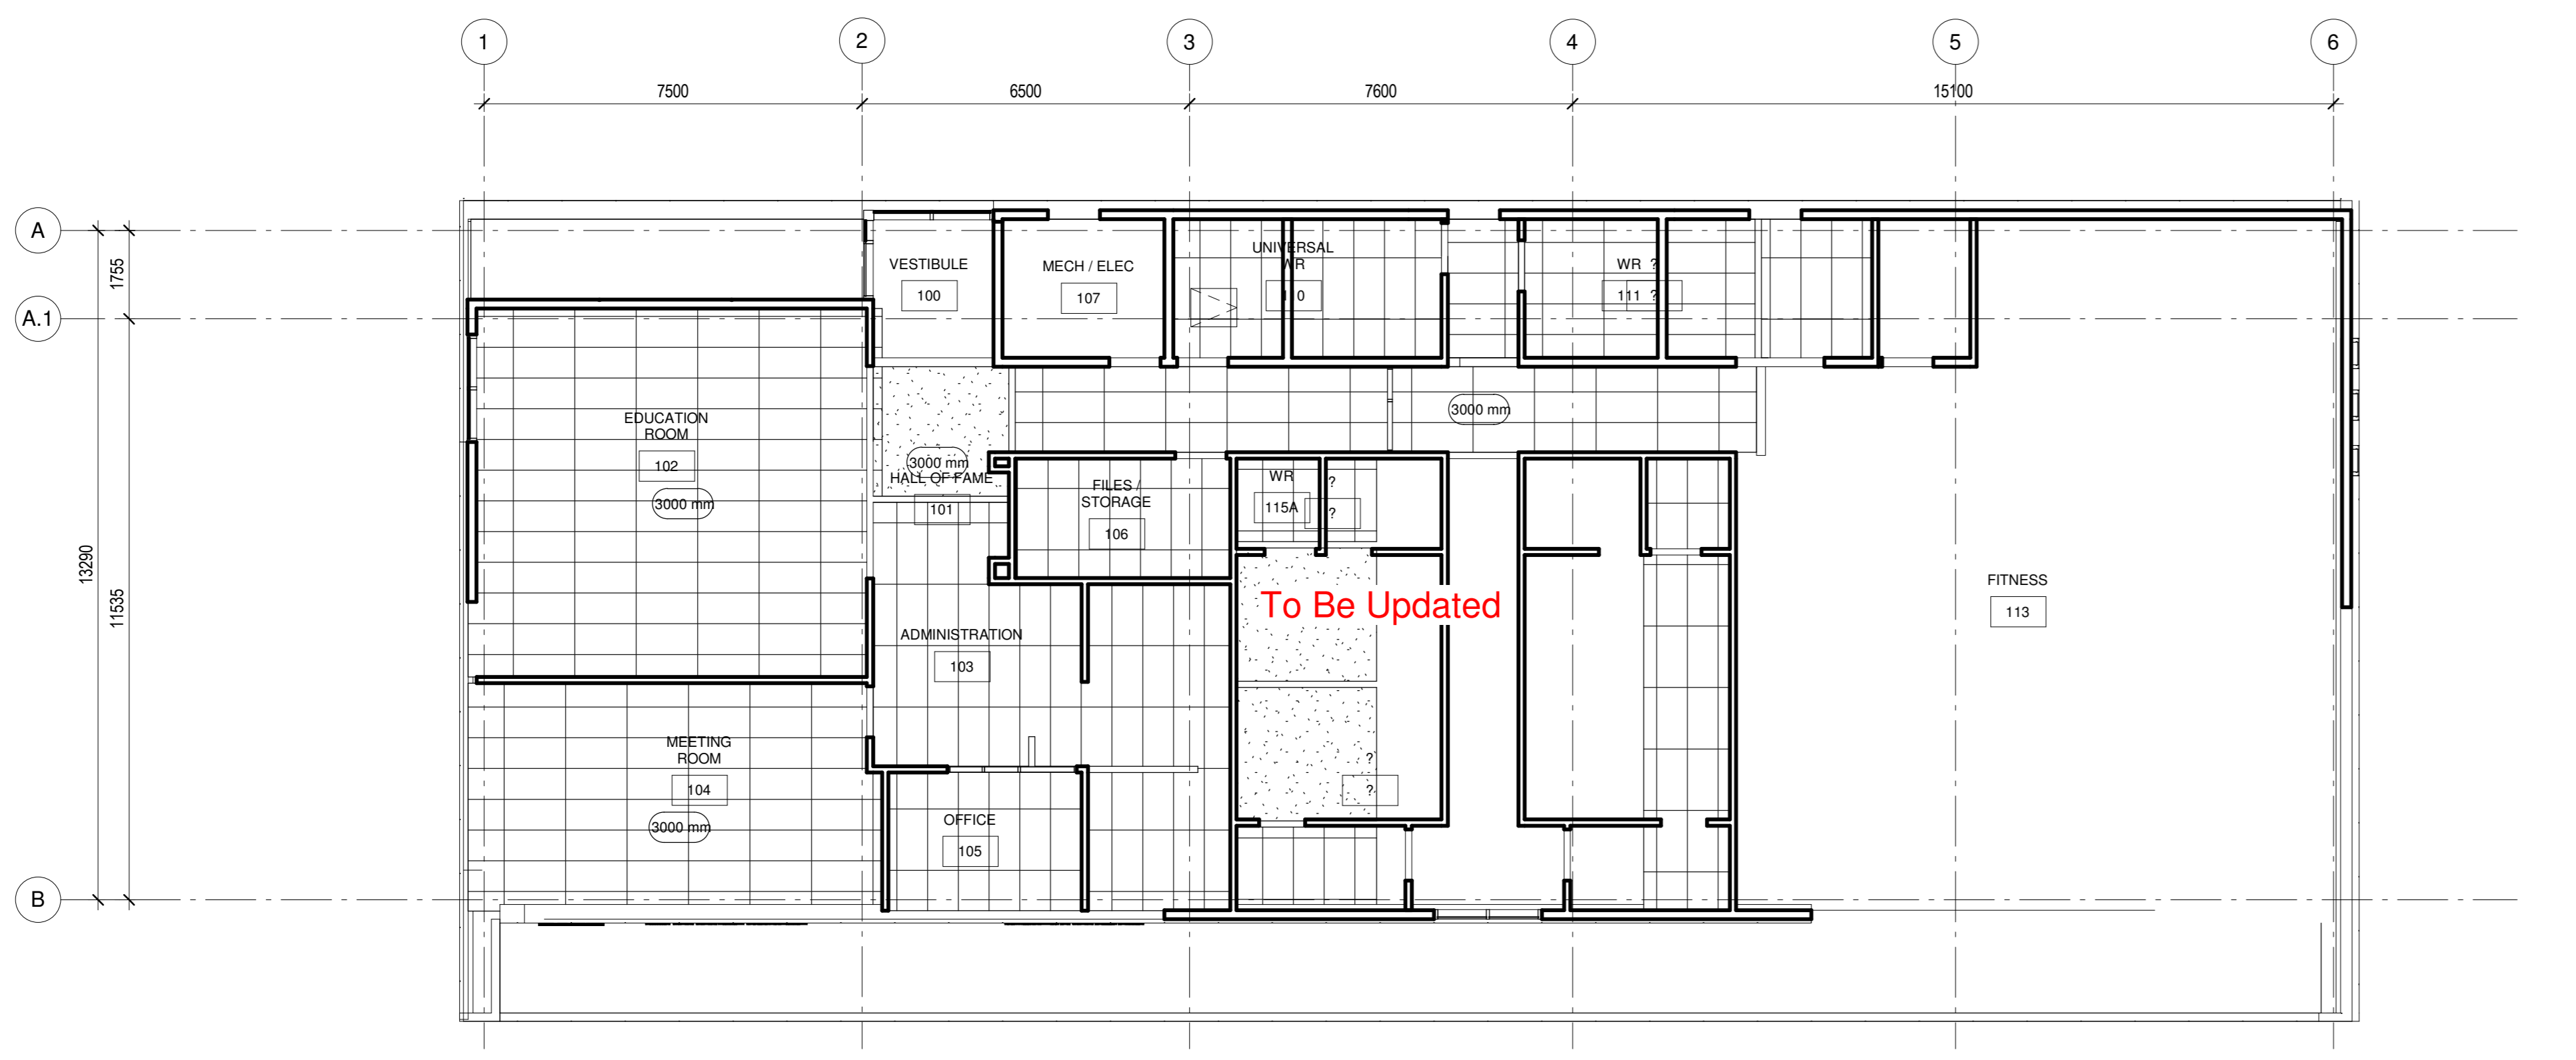 1
2
3
4
5
6
7500
6500
7600
15100
A
A.1
B
1755
13290
11535
VESTIBULE
100
MECH / ELEC
107
UNIVERSAL
WR
110
WR ?
111 ?
EDUCATION
ROOM
102
3000 mm
3000 mm
HALL OF FAME
101
3000 mm
FILES /
STORAGE
106
WR
115A
?
?
To Be Updated
FITNESS
113
ADMINISTRATION
103
MEETING
ROOM
104
3000 mm
OFFICE
105
?
?